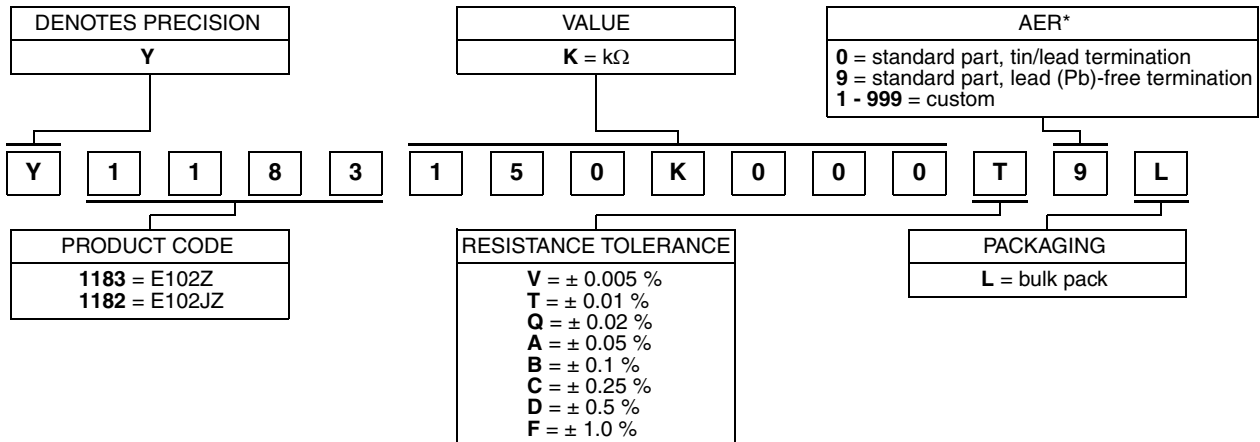 DENOTES PRECISION
Y
VALUE
K = kΩ
AER*
0 = standard part, tin/lead termination
9 = standard part, lead (Pb)-free termination
1 - 999 = custom
Y 1 1 8 3 1 5 0 K 0 0 0 T 9 L
PRODUCT CODE
1183 = E102Z
1182 = E102JZ
RESISTANCE TOLERANCE
V = ± 0.005 %
T = ± 0.01 %
Q = ± 0.02 %
A = ± 0.05 %
B = ± 0.1 %
C = ± 0.25 %
D = ± 0.5 %
F = ± 1.0 %
PACKAGING
L = bulk pack